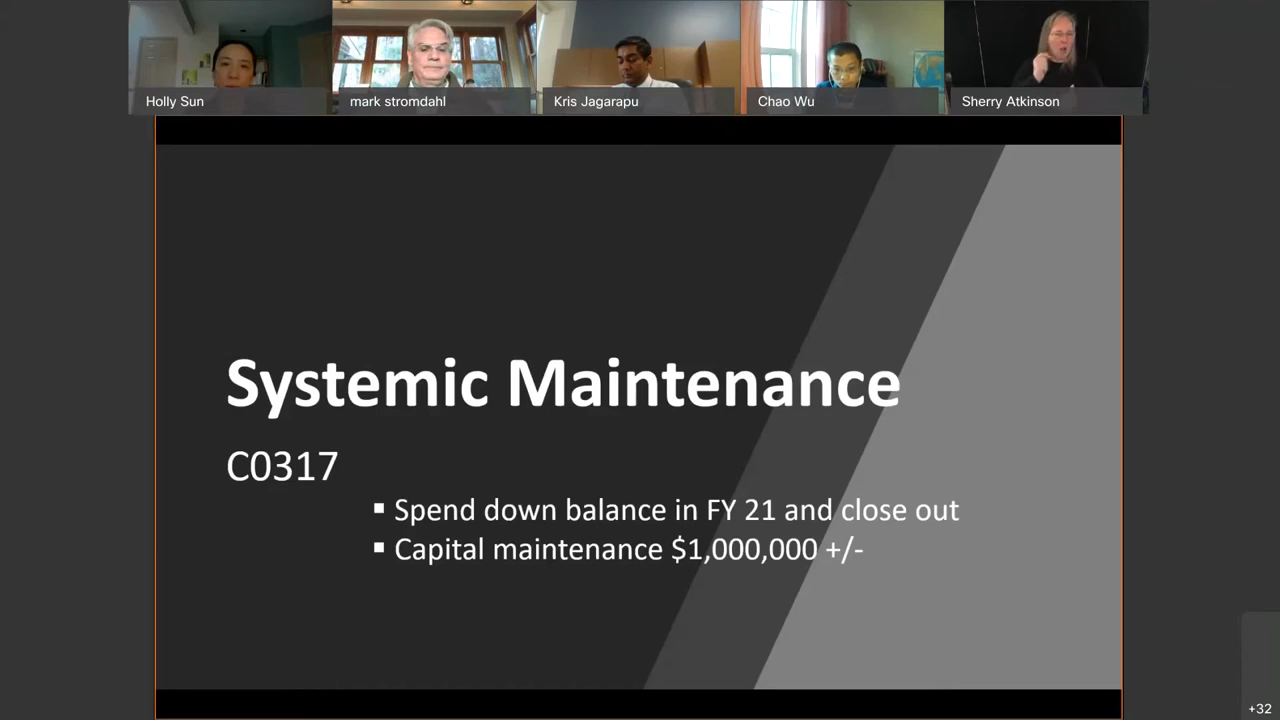 Holly Sun
mark stromdahl
Kris Jagarapu
Chao Wu
Sherry Atkinson
Systemic Maintenance
C0317
▪ Spend down balance in FY 21 and close out
▪ Capital maintenance $1,000,000 +/-
+32